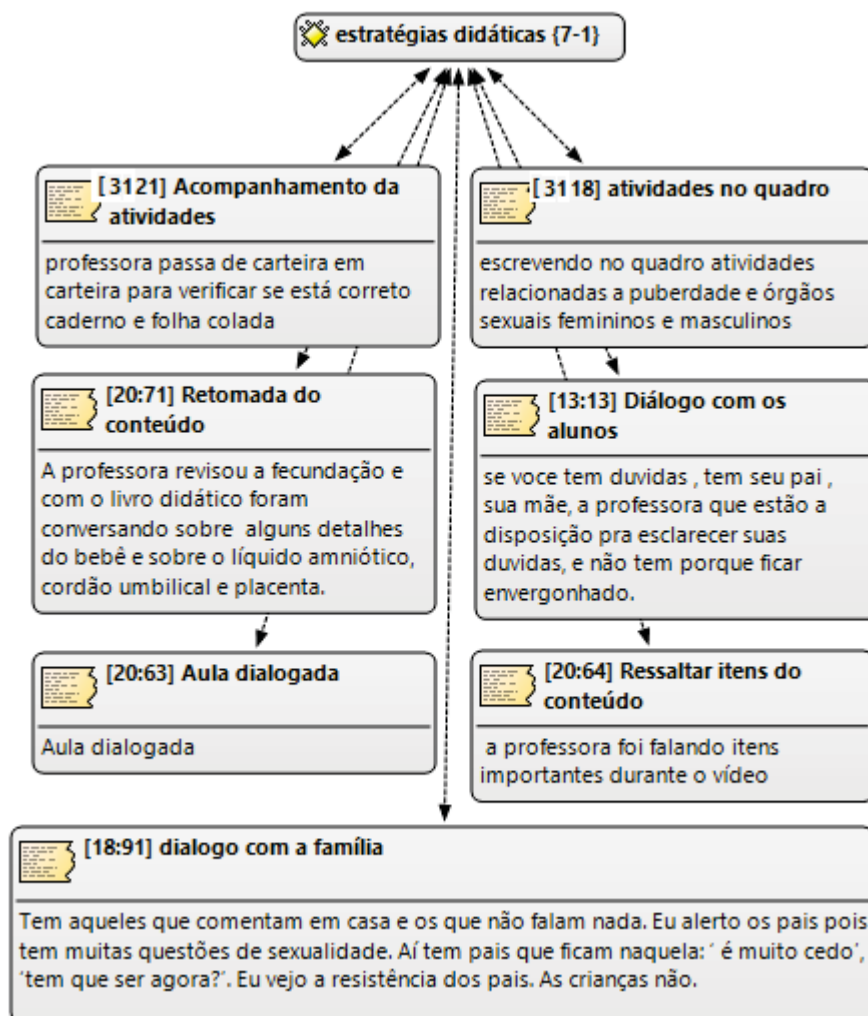 estratégias didáticas {7-1}
[3121] Acompanhamento da
atividades
professora passa de carteira em
carteira para verificar se está correto
caderno e folha colada
[3118] atividades no quadro
escrevendo no quadro atividades
relacionadas a puberdade e órgãos
sexuais femininos e masculinos
[20:71] Retomada do
conteúdo
A professora revisou a fecundação e
com o livro didático foram
conversando sobre alguns detalhes
do bebê e sobre o líquido amniótico,
cordão umbilical e placenta.
[13:13] Diálogo com os
alunos
se voce tem duvidas , tem seu pai ,
sua mãe, a professora que estão a
disposição pra esclarecer suas
duvidas, e não tem porque ficar
envergonhado.
[20:63] Aula dialogada
Aula dialogada
[20:64] Ressaltar itens do
conteúdo
a professora foi falando itens
importantes durante o vídeo
[18:91] dialogo com a família
Tem aqueles que comentam em casa e os que não falam nada. Eu alerto os pais pois
tem muitas questões de sexualidade. Aí tem pais que ficam naquela: ‘ é muito cedo’,
‘tem que ser agora?’. Eu vejo a resistência dos pais. As crianças não.